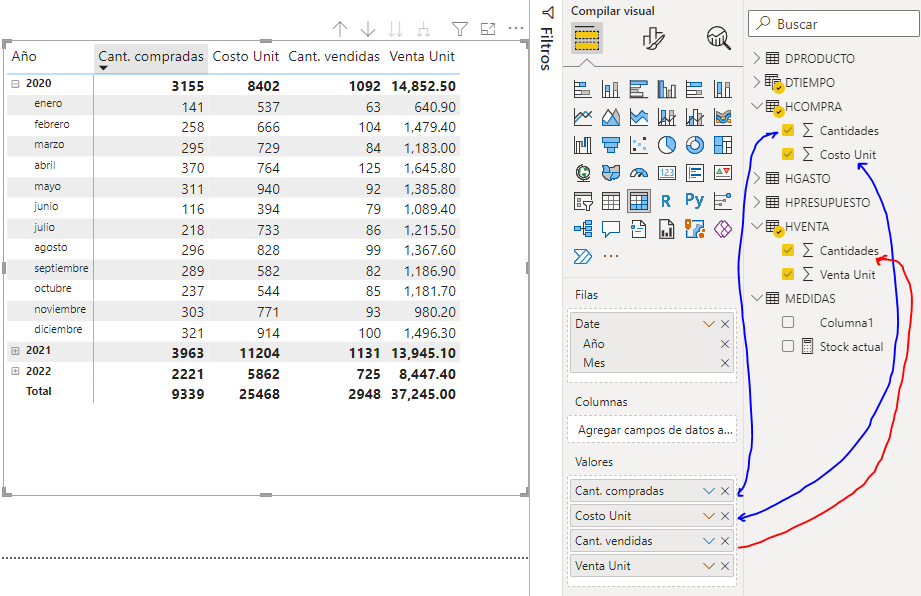 Año Cant. compradas Costo Unit Cant. vendidas Venta Unit
2020 3155 8402 1092 14,852.50
enero 141 537 63 640.90
febrero 258 666 104 1,479.40
marzo 295 729 84 1,183.00
abril 370 764 125 1,645.80
mayo 311 940 92 1,385.80
junio 116 394 79 1,089.40
julio 218 733 86 1,215.50
agosto 296 828 99 1,367.60
septiembre 289 582 82 1,186.90
octubre 237 544 85 1,181.70
noviembre 303 771 93 980.20
diciembre 321 914 100 1,496.30
2021 3963 11204 1131 13,945.10
2022 2221 5862 725 8,447.40
Total 9339 25468 2948 37,245.00
Filtros
Compilar visual
123
R
Py
Filas
Date
Año
Mes
Columnas
Agregar campos de datos a...
Valores
Cant. compradas
Costo Unit
Cant. vendidas
Venta Unit
Buscar
DPRODUCTO
DTIEMPO
HCOMPRA
∑ Cantidades
∑ Costo Unit
HGASTO
HPRESUPUESTO
HVENTA
∑ Cantidades
∑ Venta Unit
MEDIDAS
Columna1
Stock actual